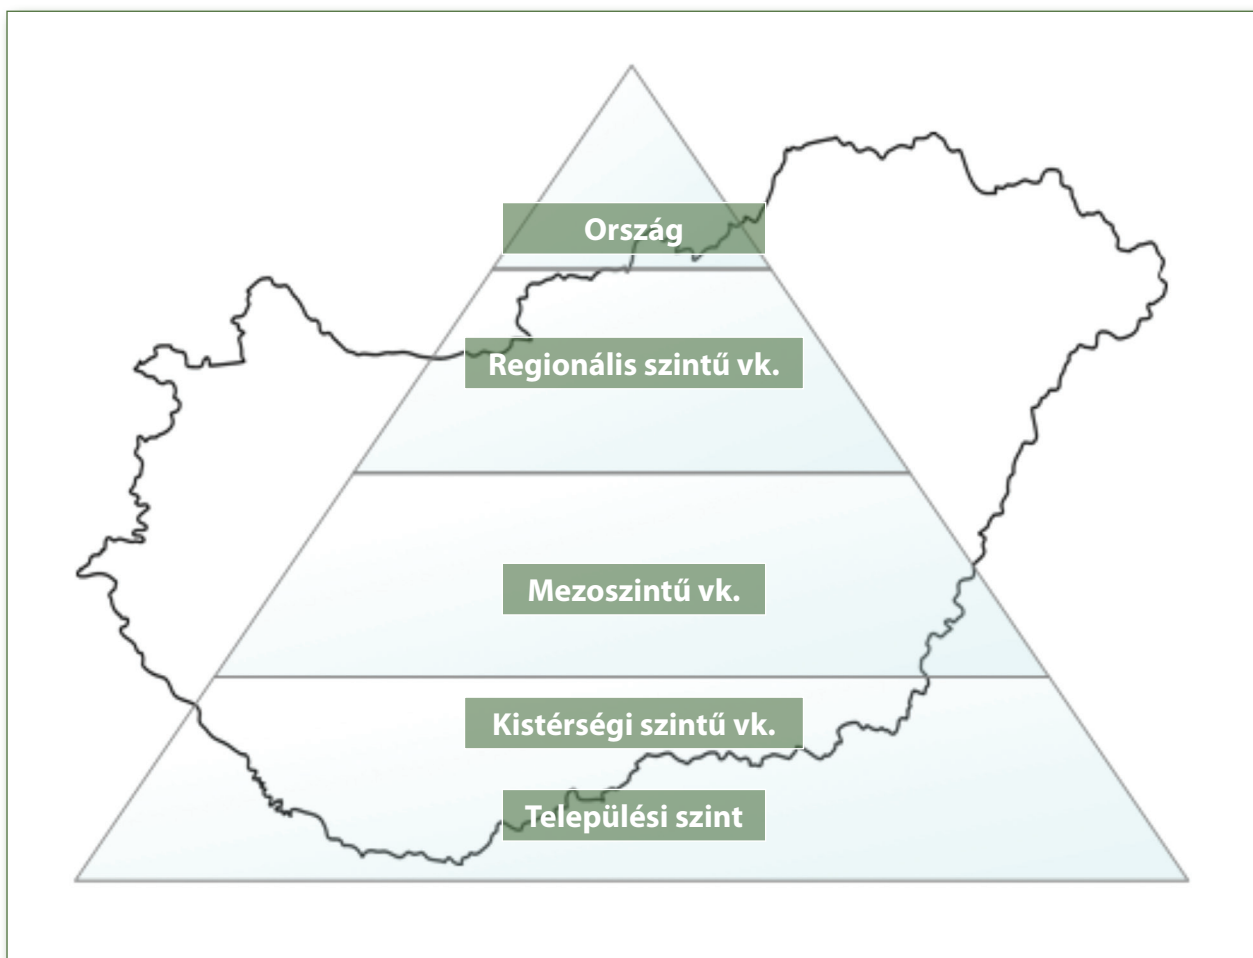 Ország
Regionális szintű vk.
Mezoszintű vk.
Kistérségi szintű vk.
Települési szint